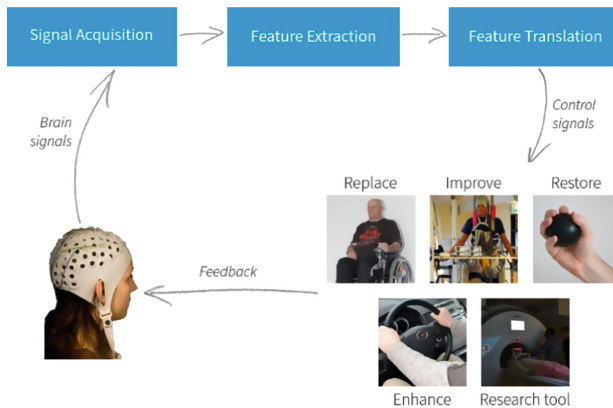 Signal Acquisition
Feature Extraction
Feature Translation
Brain
signals
Control
signals
Replace
Improve
Restore
Feedback
Enhance
Research tool